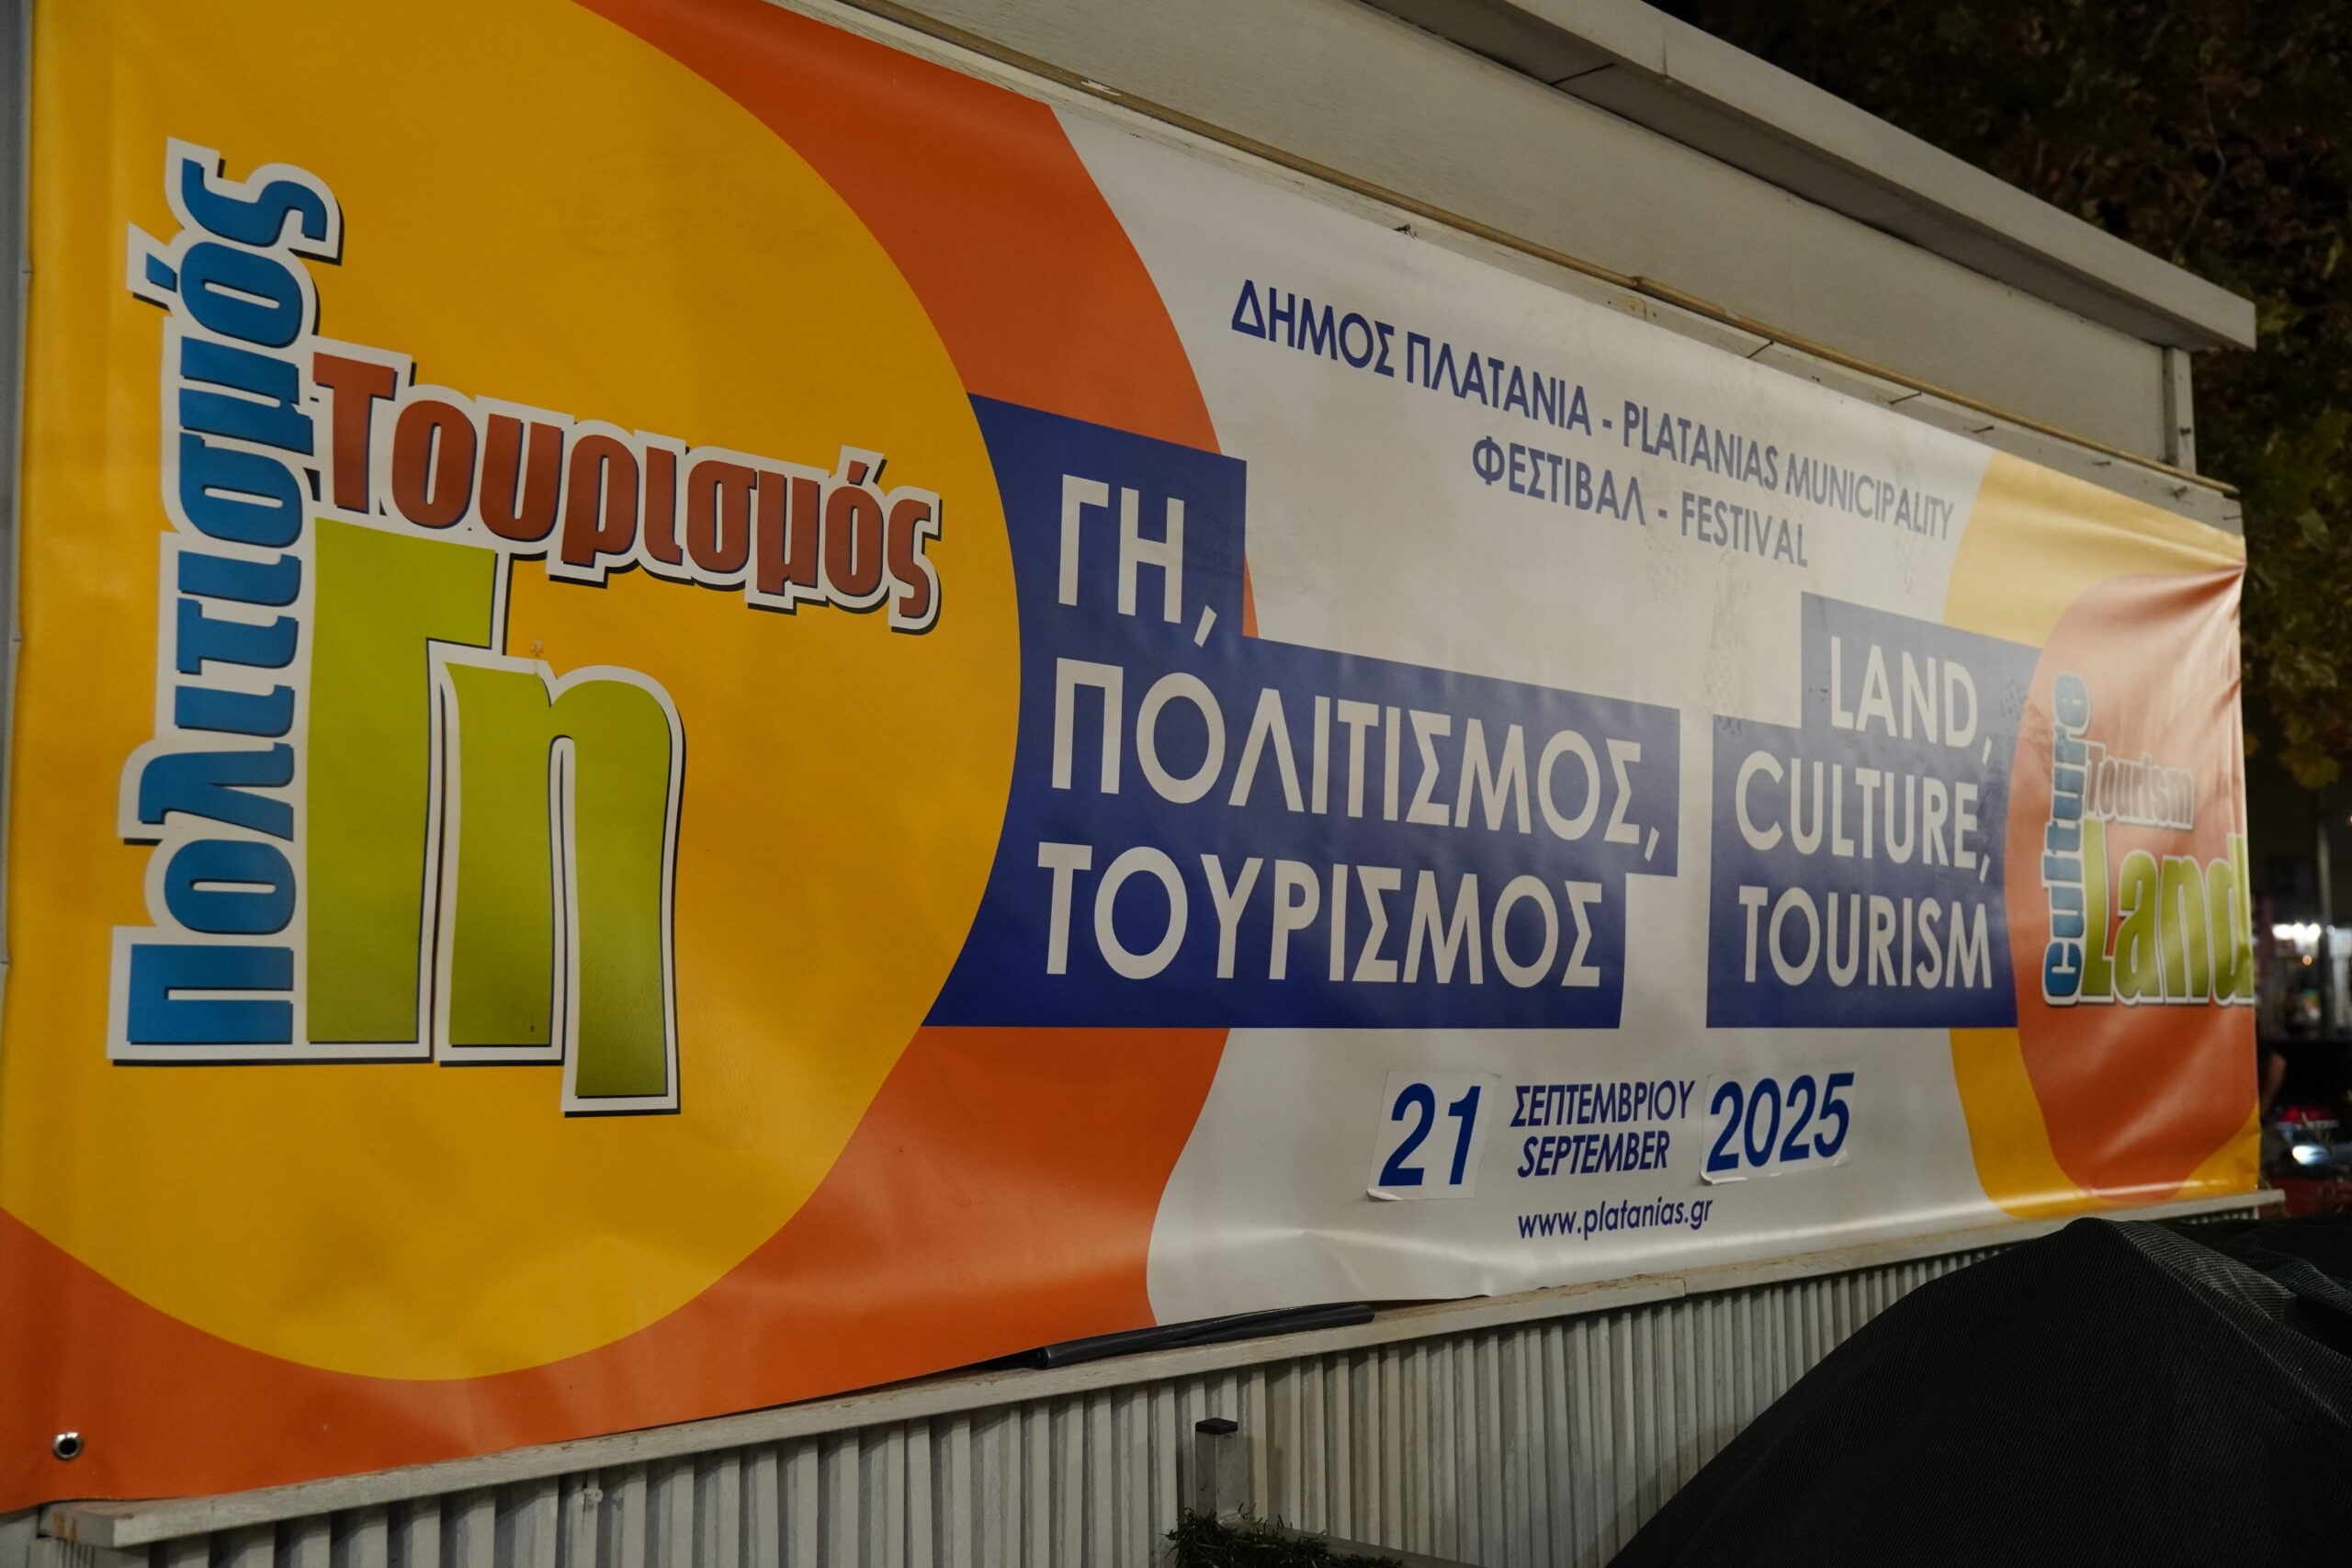 Πολιτισμός
Τουρισμός
Γη
ΔΗΜΟΣ ΠΛΑΤΑΝΙΑ - PLATANIAS MUNICIPALITY
ΦΕΣΤΙΒΑΛ - FESTIVAL
ΓΗ,
ΠΟΛΙΤΙΣΜΟΣ,
ΤΟΥΡΙΣΜΟΣ
LAND,
CULTURE,
TOURISM
culture
Tourism
Land
21 ΣΕΠΤΕΜΒΡΙΟΥ 2025
SEPTEMBER
www.platanias.gr